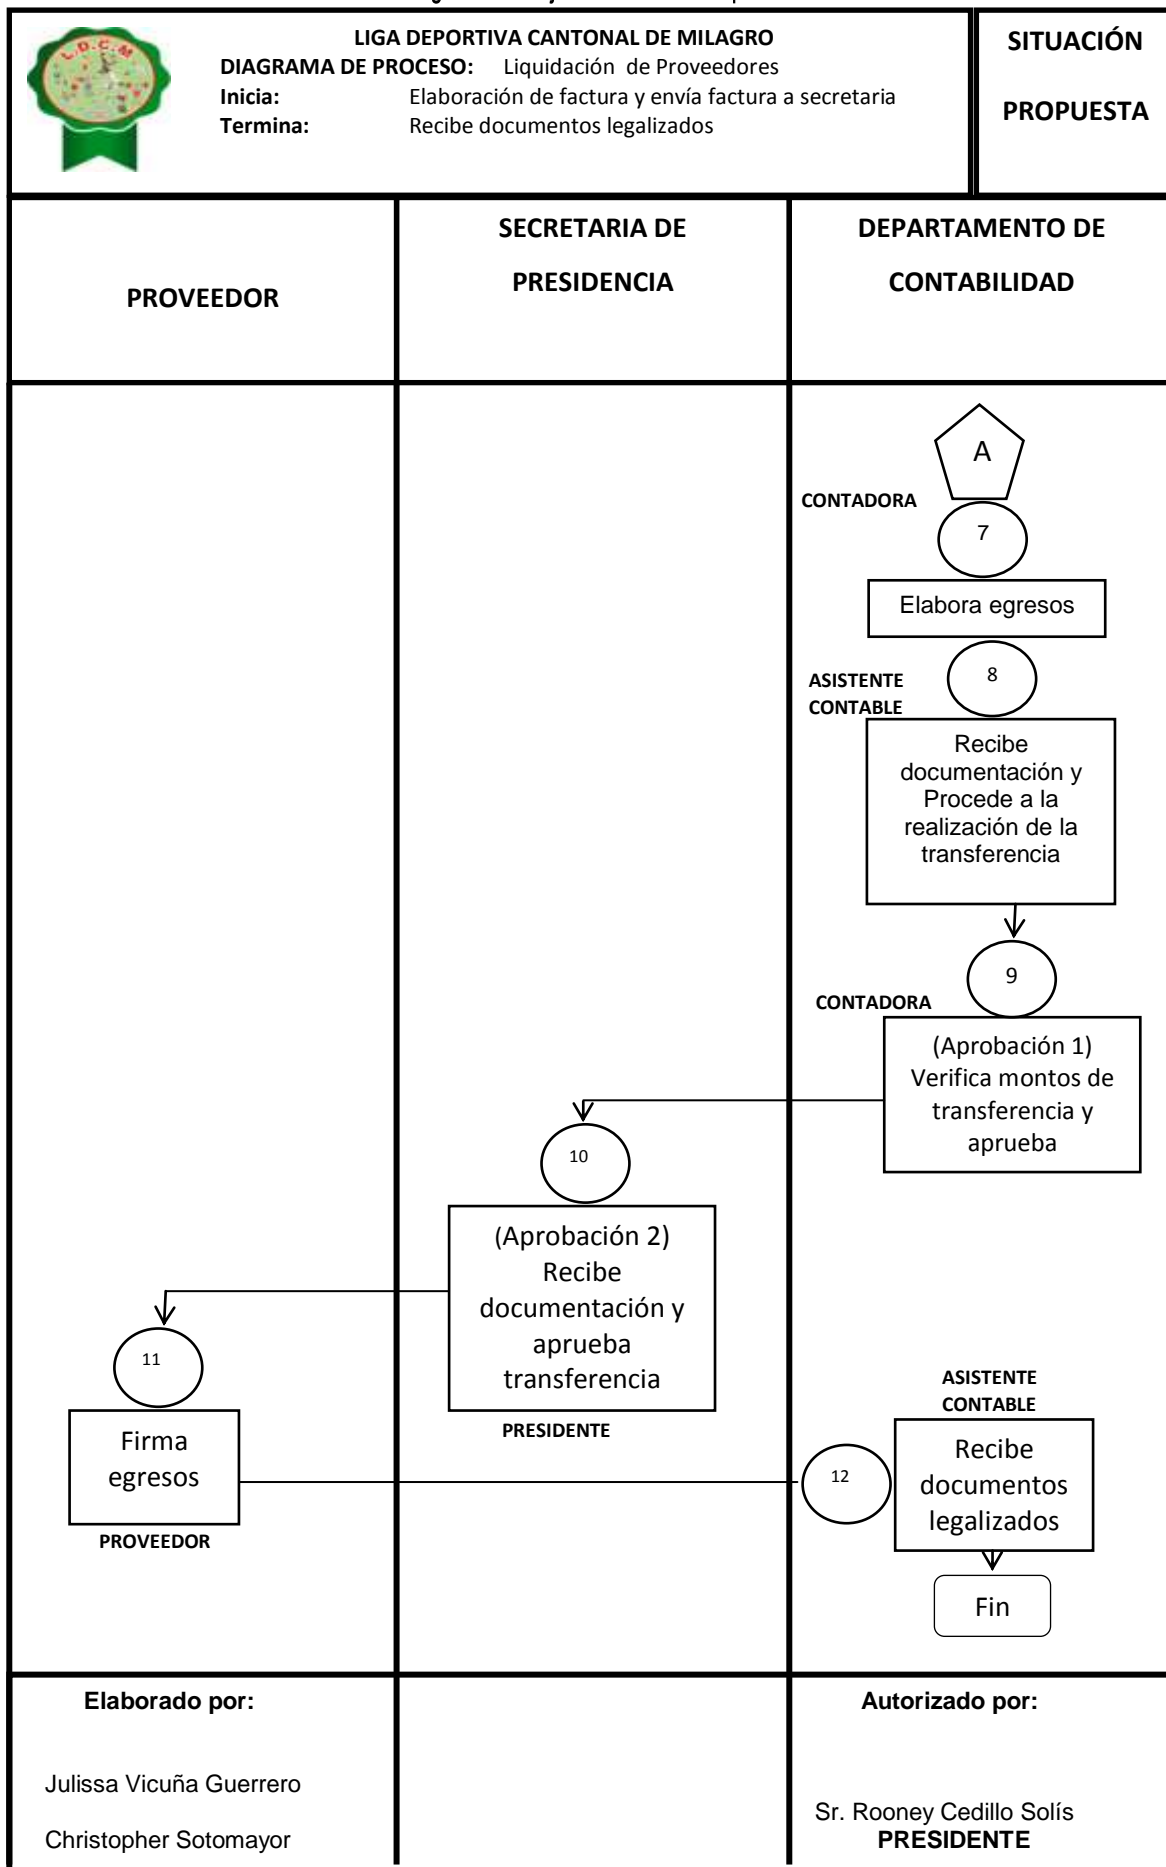 L.D.C.M
LIGA DEPORTIVA CANTONAL DE MILAGRO
DIAGRAMA DE PROCESO: Liquidación de Proveedores
Inicia: Elaboración de factura y envía factura a secretaria
Termina: Recibe documentos legalizados
SITUACIÓN
PROPUESTA
PROVEEDOR
SECRETARIA DE
PRESIDENCIA
DEPARTAMENTO DE
CONTABILIDAD
A
CONTADORA
7
Elabora egresos
8
ASISTENTE
CONTABLE
Recibe
documentación y
Procede a la
realización de la
transferencia
9
CONTADORA
(Aprobación 1)
Verifica montos de
transferencia y
aprueba
10
(Aprobación 2)
Recibe
documentación y
aprueba
transferencia
PRESIDENTE
11
Firma
egresos
PROVEEDOR
12
ASISTENTE
CONTABLE
Recibe
documentos
legalizados
Fin
Elaborado por:
Julissa Vicuña Guerrero
Christopher Sotomayor
Autorizado por:
Sr. Rooney Cedillo Solís
PRESIDENTE